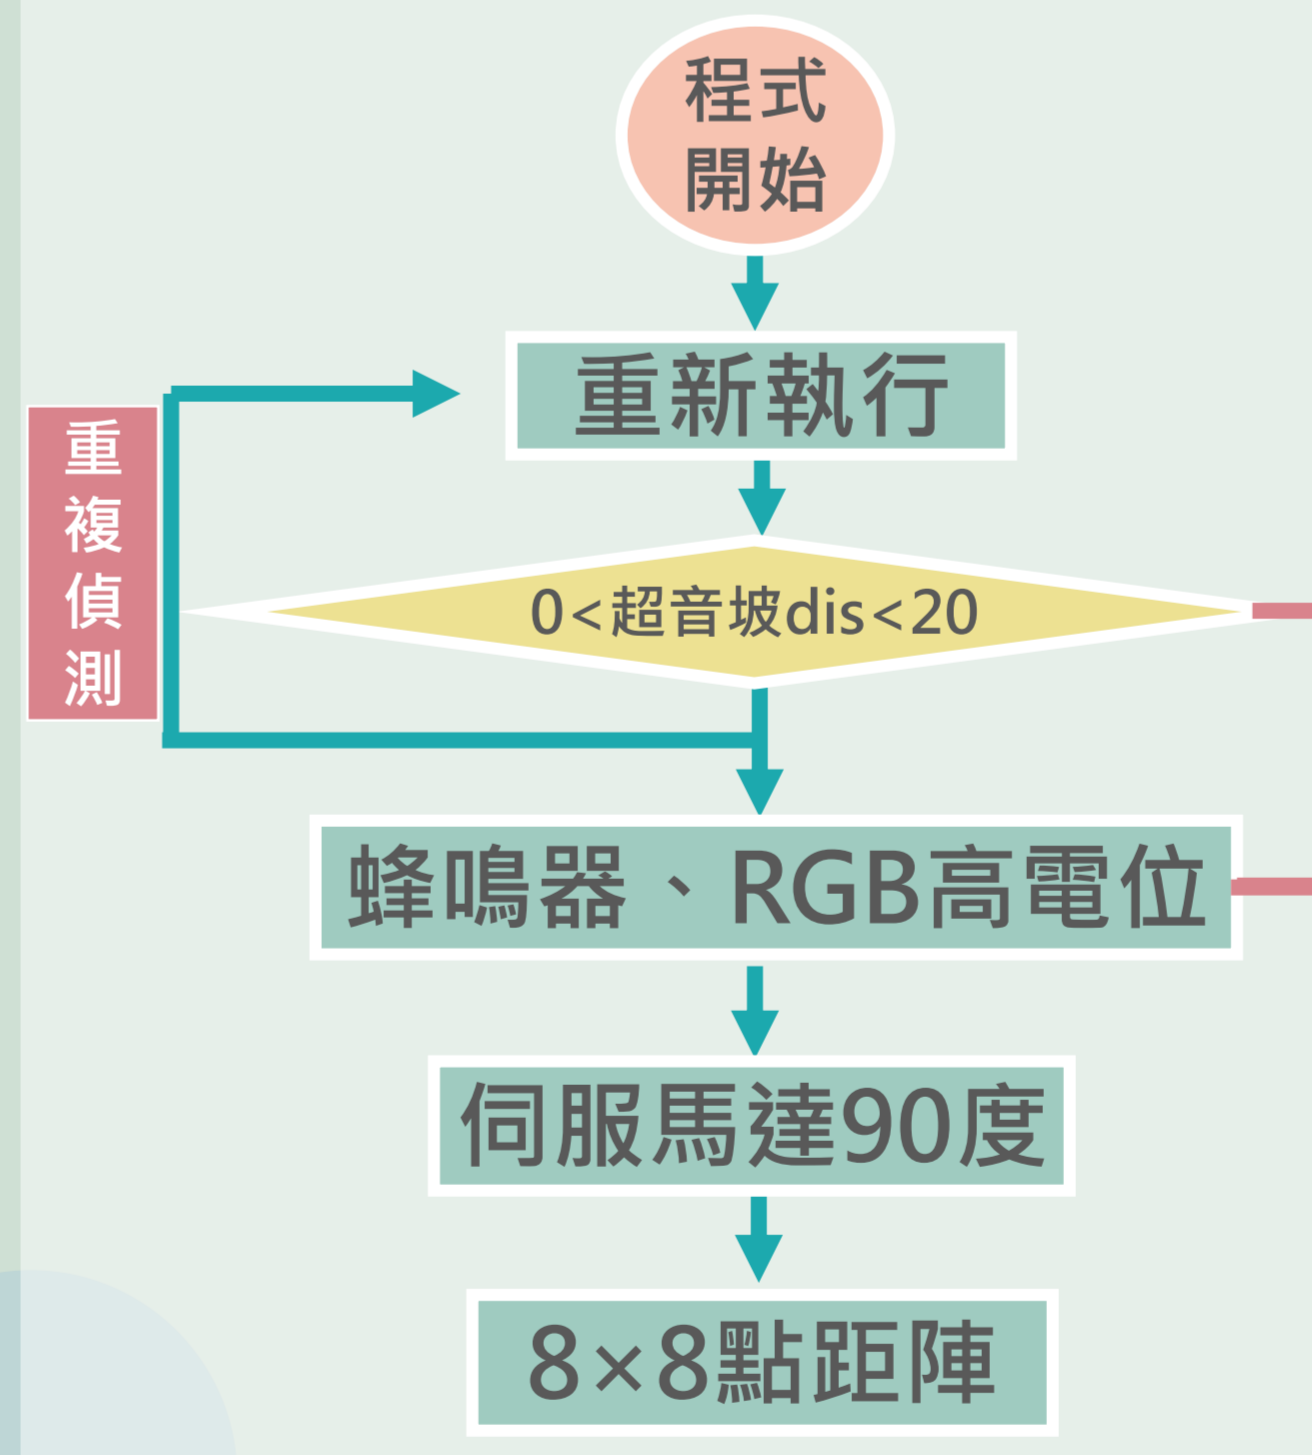 程式
開始
重新執行
重
複
偵
測
0<超音坡dis<20
蜂鳴器、RGB高電位
伺服馬達90度
8×8點距陣